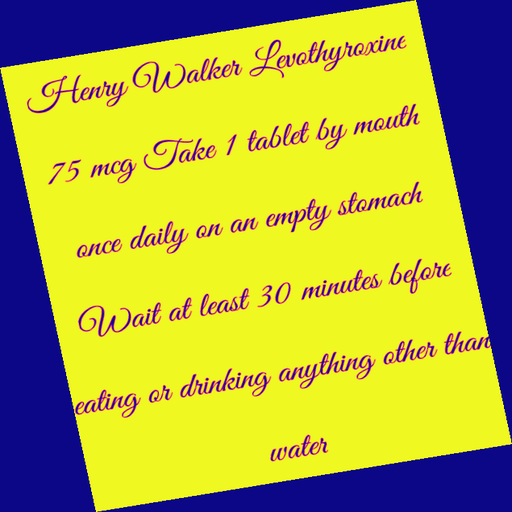 Henry Walker Levothyroxine
75 mcg Take 1 tablet by mouth
once daily on an empty stomach
Wait at least 30 minutes before
eating or drinking anything other than
water